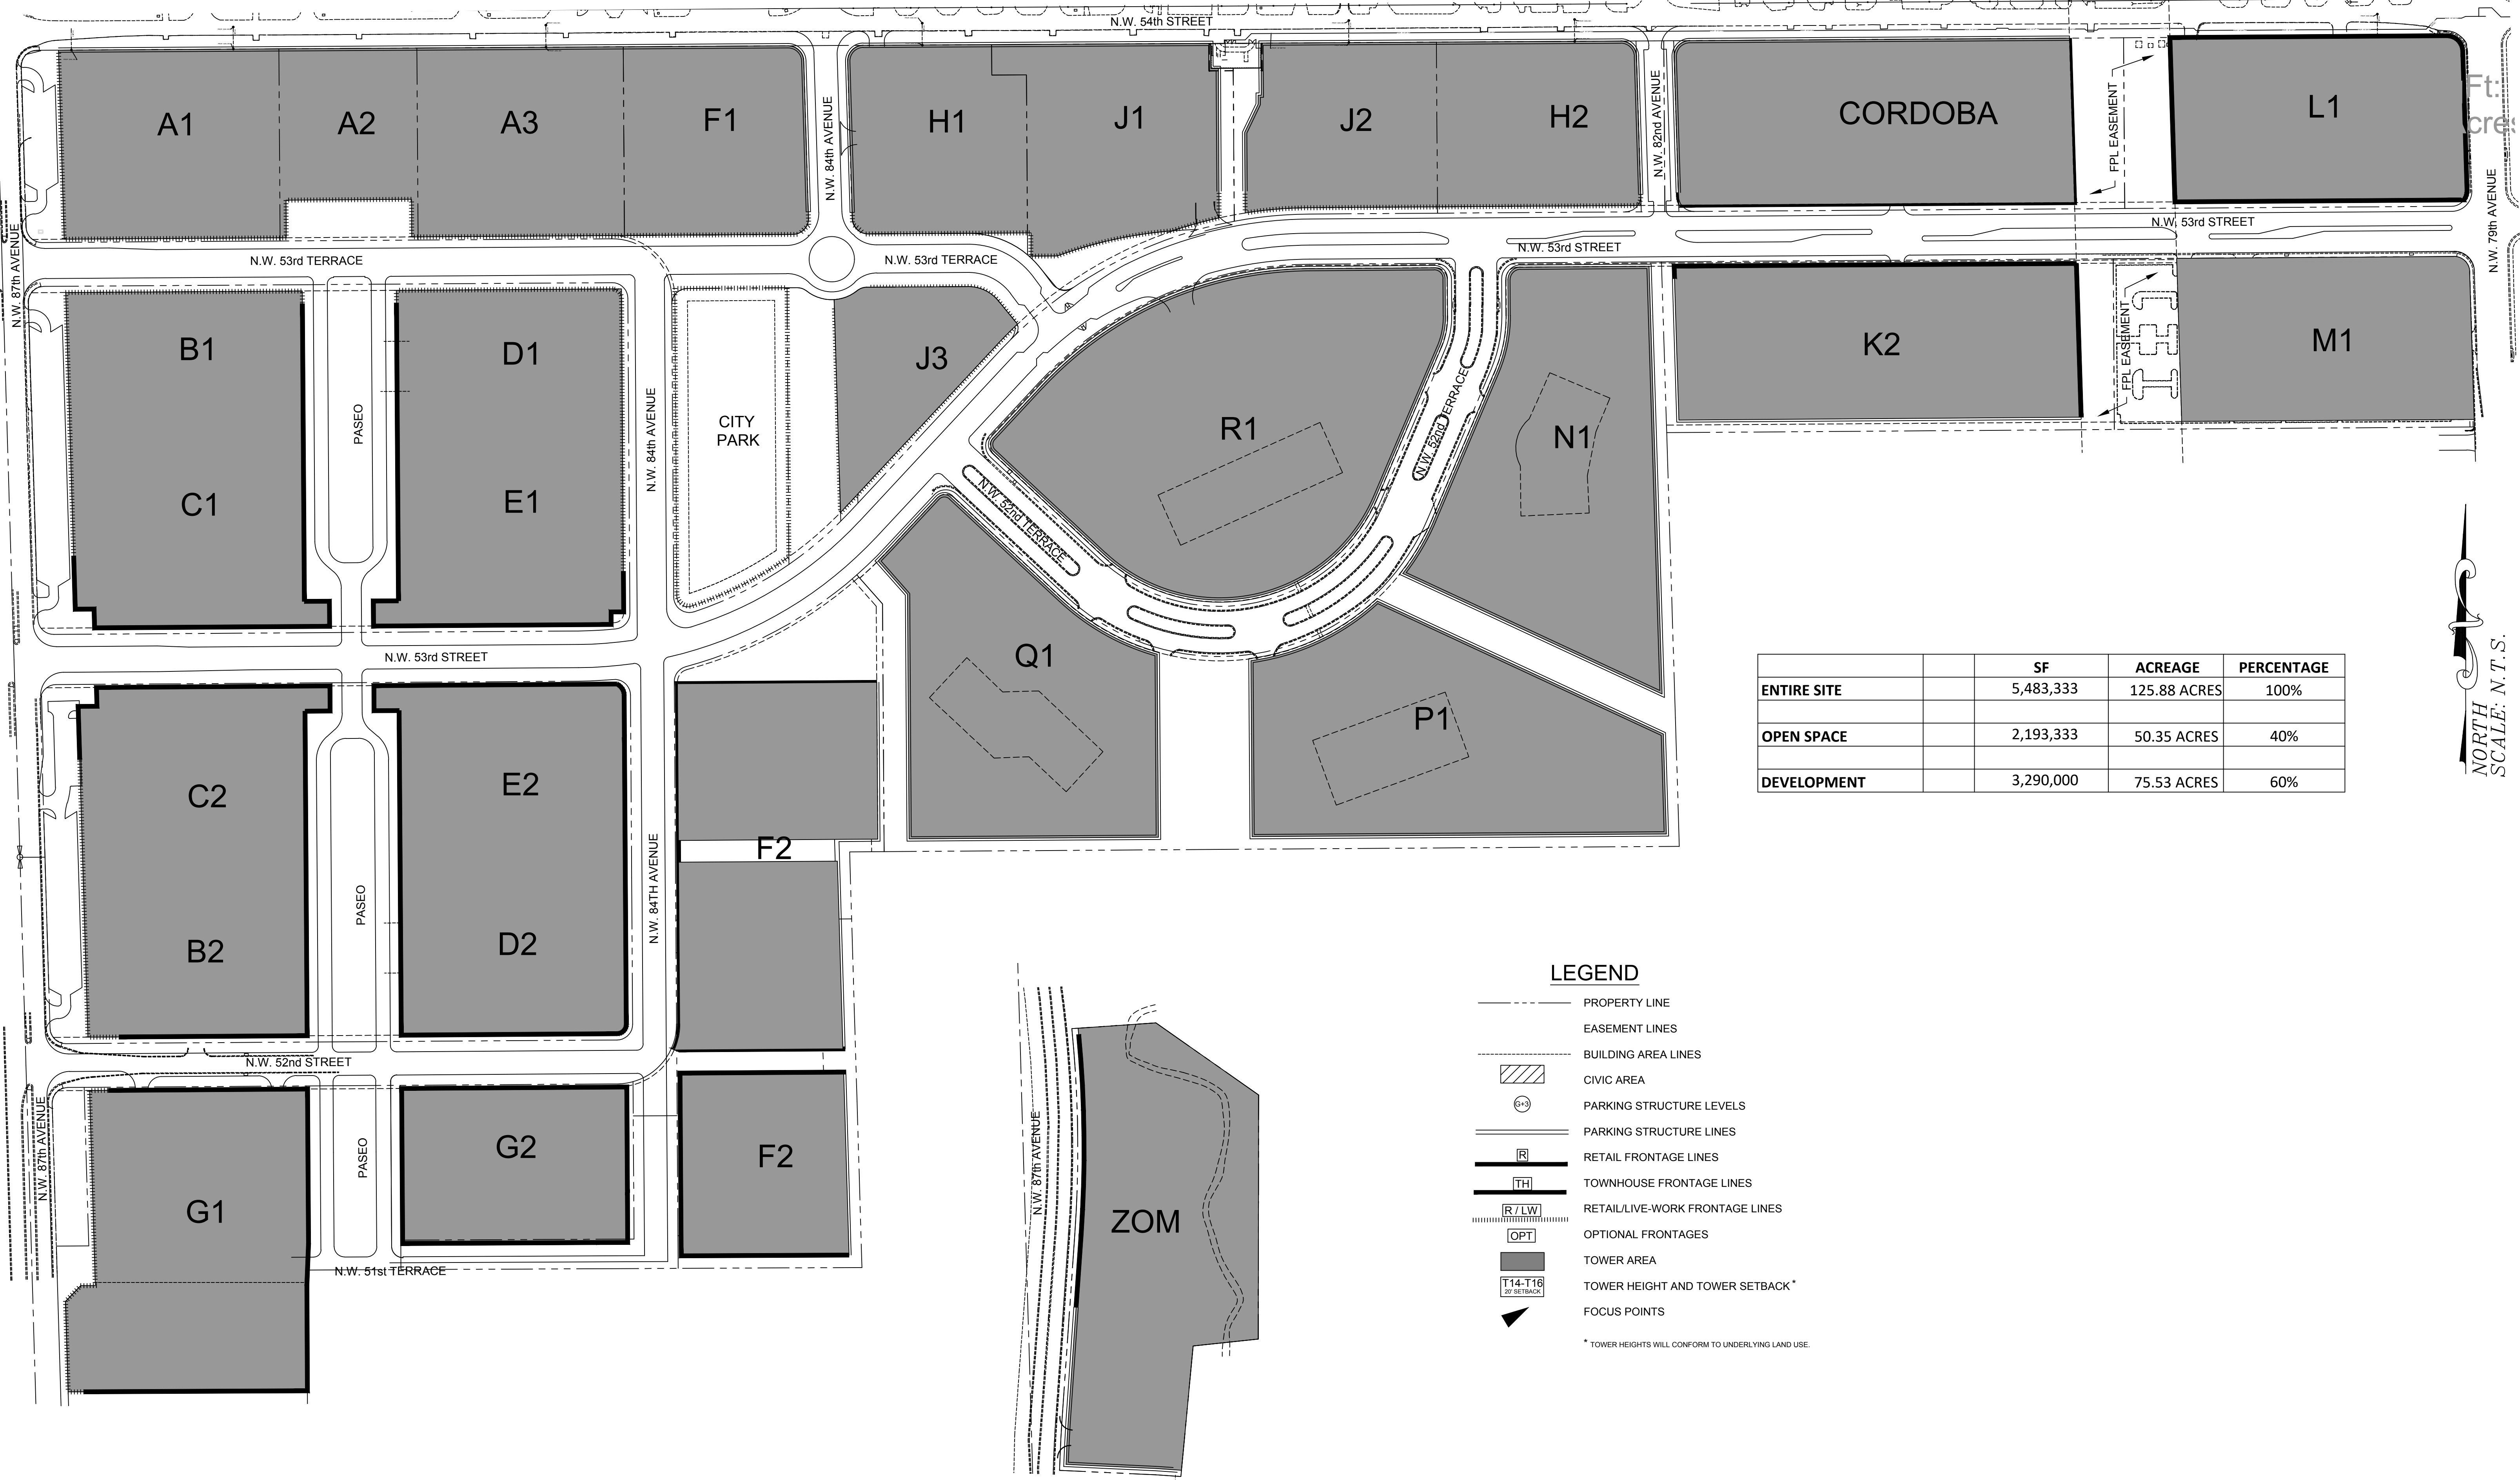 N.W. 54th STREET
A1
A2
A3
F1
N.W. 84th AVENUE
H1
J1
J2
H2
N.W. 82nd AVENUE
CORDOBA
FPL EASEMENT
L1
Ft:
cres
N.W. 79th AVENUE
N.W. 87th AVENUE
N.W. 53rd TERRACE
N.W. 53rd TERRACE
N.W. 53rd STREET
N.W. 53rd STREET
B1
PASEO
D1
N.W. 84th AVENUE
CITY
PARK
J3
R1
N.W. 52nd TERRACE
N1
K2
FPL EASEMENT
M1
C1
E1
N.W. 52nd TERRACE
N.W. 53rd STREET
Q1
P1
SF ACREAGE PERCENTAGE
ENTIRE SITE 5,483,333 125.88 ACRES 100%
OPEN SPACE 2,193,333 50.35 ACRES 40%
DEVELOPMENT 3,290,000 75.53 ACRES 60%
NORTH
SCALE: N.T.S.
C2
E2
F2
PASEO
N.W. 84TH AVENUE
B2
D2
N.W. 52nd STREET
N.W. 87th AVENUE
G1
PASEO
G2
F2
N.W. 51st TERRACE
N.W. 87th AVENUE
ZOM
LEGEND
PROPERTY LINE
EASEMENT LINES
BUILDING AREA LINES
CIVIC AREA
G+3 PARKING STRUCTURE LEVELS
PARKING STRUCTURE LINES
R RETAIL FRONTAGE LINES
TH TOWNHOUSE FRONTAGE LINES
R / LW RETAIL/LIVE-WORK FRONTAGE LINES
OPT OPTIONAL FRONTAGES
TOWER AREA
T14-T16
20' SETBACK
TOWER HEIGHT AND TOWER SETBACK *
FOCUS POINTS
* TOWER HEIGHTS WILL CONFORM TO UNDERLYING LAND USE.